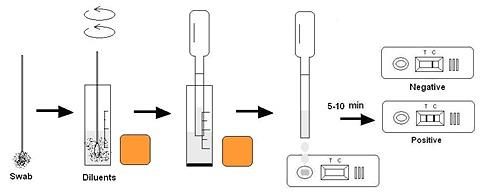 T C
Negative
5-10 min
T C
Positive
T C
Swab
Diluents